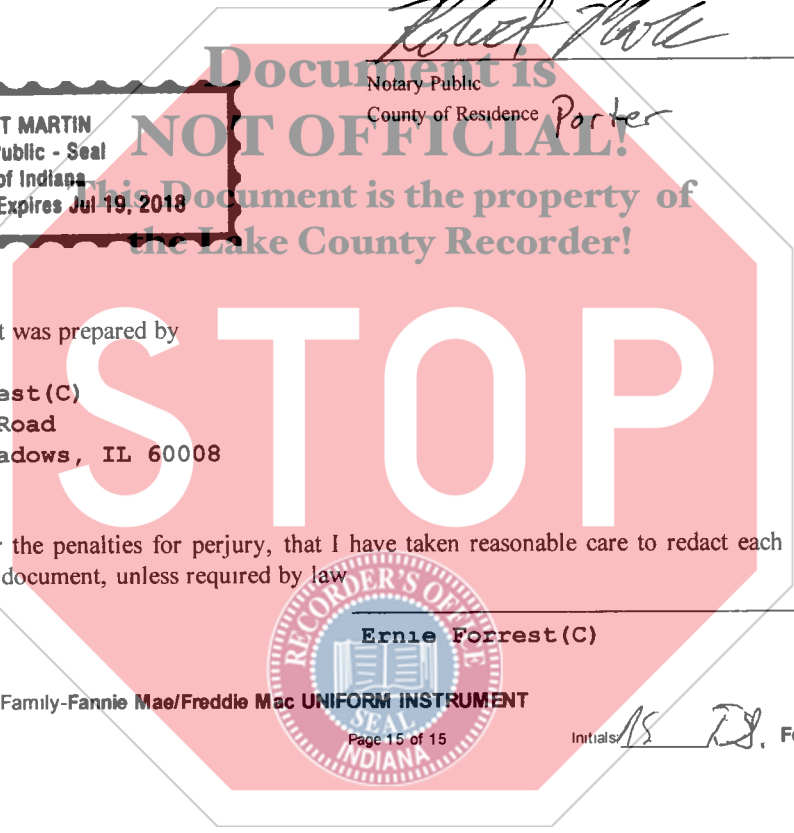 Document is
Notary Public
County of Residence Porter
NOT OFFICIAL!
T MARTIN
Public - Seal
of Indiana
Expires Jul 19, 2018
This Document is the property of
the Lake County Recorder!
STOP
t was prepared by
est(C)
Road
adows, IL 60008
r the penalties for perjury, that I have taken reasonable care to redact each
document, unless required by law
RECORDER'S OFFICE
SEAL
INDIANA
Ernie Forrest(C)
Family-Fannie Mae/Freddie Mac UNIFORM INSTRUMENT
Page 15 of 15
Initials: